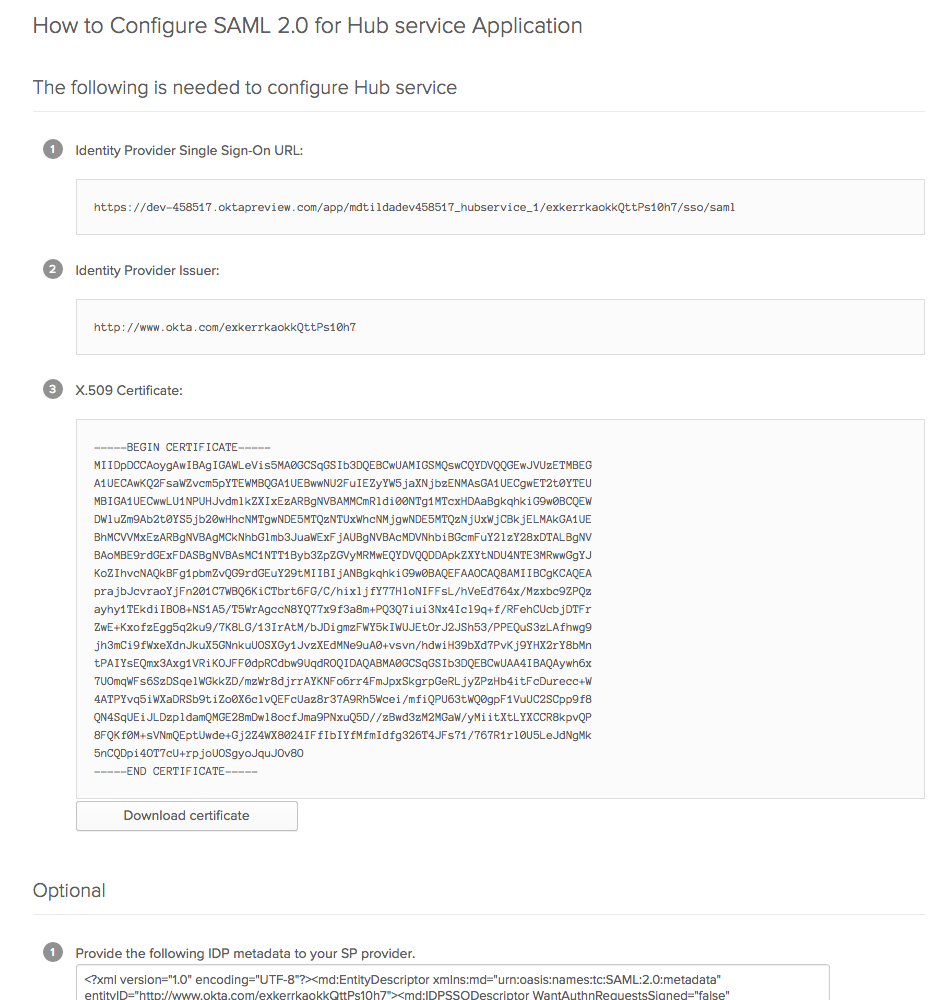 How to Configure SAML 2.0 for Hub service Application
The following is needed to configure Hub service
1 Identity Provider Single Sign-On URL:
https://dev-458517.oktapreview.com/app/mdtildadev458517_hubservice_1/exkerrkaokkQttPs10h7/sso/saml
2 Identity Provider Issuer:
http://www.okta.com/exkerrkaokkQttPs10h7
3 X.509 Certificate:
-----BEGIN CERTIFICATE-----
MIIDpDCCAoygAwIBAgIGAWLeVis5MA0GCSqGSIb3DQEBCwUAMIGSMQswCQYDVQQGEwJVUzETMBEG
A1UECAwKQ2FsaWZvcm5pYTEWMBQGA1UEBwwNU2FuIEZyYW5jaXNjbzENMAsGA1UECgwET2t0YTEU
MBIGA1UECwwLU1NPUHJvdmlkZXIxEzARBgNVBAMMCmRldi00NTg1MTcxHDAaBgkqhkiG9w0BCQEW
DWluZm9Ab2t0YS5jb20wHhcNMTgwNDE5MTQzNTUxWhcNMjgwNDE5MTQzNjUxWjCBkjELMAkGA1UE
BhMCVVMxEzARBgNVBAgMCkNhbGlmb3JuaWExFjAUBgNVBAcMDVNhbiBGcmFuY2lzY28xDTALBgNV
BAoMBE9rdGExFDASBgNVBAsMC1NTT1Byb3ZpZGVyMRMwEQYDVQQDDApkZXYtNDU4NTE3MRwwGgYJ
KoZIhvcNAQkBFg1pbmZvQG9rdGEuY29tMIIBIjANBgkqhkiG9w0BAQEFAAOCAQ8AMIIBCgKCAQEA
prajbJcvraoYjFn201C7WBQ6KiCTbrt6FG/C/hixljfY77HloNIFFsL/hVeEd764x/Mzxbc9ZPQz
ayhy1TEkdiIBO8+NS1A5/T5WrAgccN8YQ77x9f3a8m+PQ3Q7iui3Nx4Icl9q+f/RFehCUcbjDTFr
ZwE+KxofzEgg5q2ku9/7K8LG/13IrAtM/bJDigmzFWY5kIWUJEtOrJ2JSh53/PPEQuS3zLAfhwg9
jh3mCi9fWxeXdnJkuX5GNnkuUOSXGy1JvzXEdMNe9uA0+vsvn/hdwiH39bXd7PvKj9YHX2rY8bMn
tPAIYsEQmx3Axg1VRiKOJFF0dpRCdbw9UqdROQIDAQABMA0GCSqGSIb3DQEBCwUAA4IBAQAywh6x
7UOmqWFs6SzDSqelWGkkZD/mzWr8djrrAYKNFo6rr4FmJpxSkgrpGeRLjyZPzHb4itFcDurecc+W
4ATPYvq5iWXaDRSb9tiZo0X6clvQEFcUaz8r37A9Rh5Wcei/mfiQPU63tWQ0gpF1VuUC2SCpp9f8
QN4SqUEiJLDzpldamQMGE28mDwl8ocfJma9PNxuQ5D//zBwd3zM2MGaW/yMiitXtLYXCCR8kpvQP
8FQKf0M+sVNmQEptUwde+Gj2Z4WX8024IFfIbIYfMfmIdfg326T4JFs71/767R1rl0U5LeJdNgMk
5nCQDpi4OT7cU+rpjoUOSgyoJquJOv8O
-----END CERTIFICATE-----
Download certificate
Optional
1 Provide the following IDP metadata to your SP provider.
<?xml version="1.0" encoding="UTF-8"?><md:EntityDescriptor xmlns:md="urn:oasis:names:tc:SAML:2.0:metadata"
entityID="http://www.okta.com/exkerrkaokkQttPs10h7"><md:IDPSSODescriptor WantAuthnRequestsSigned="false"